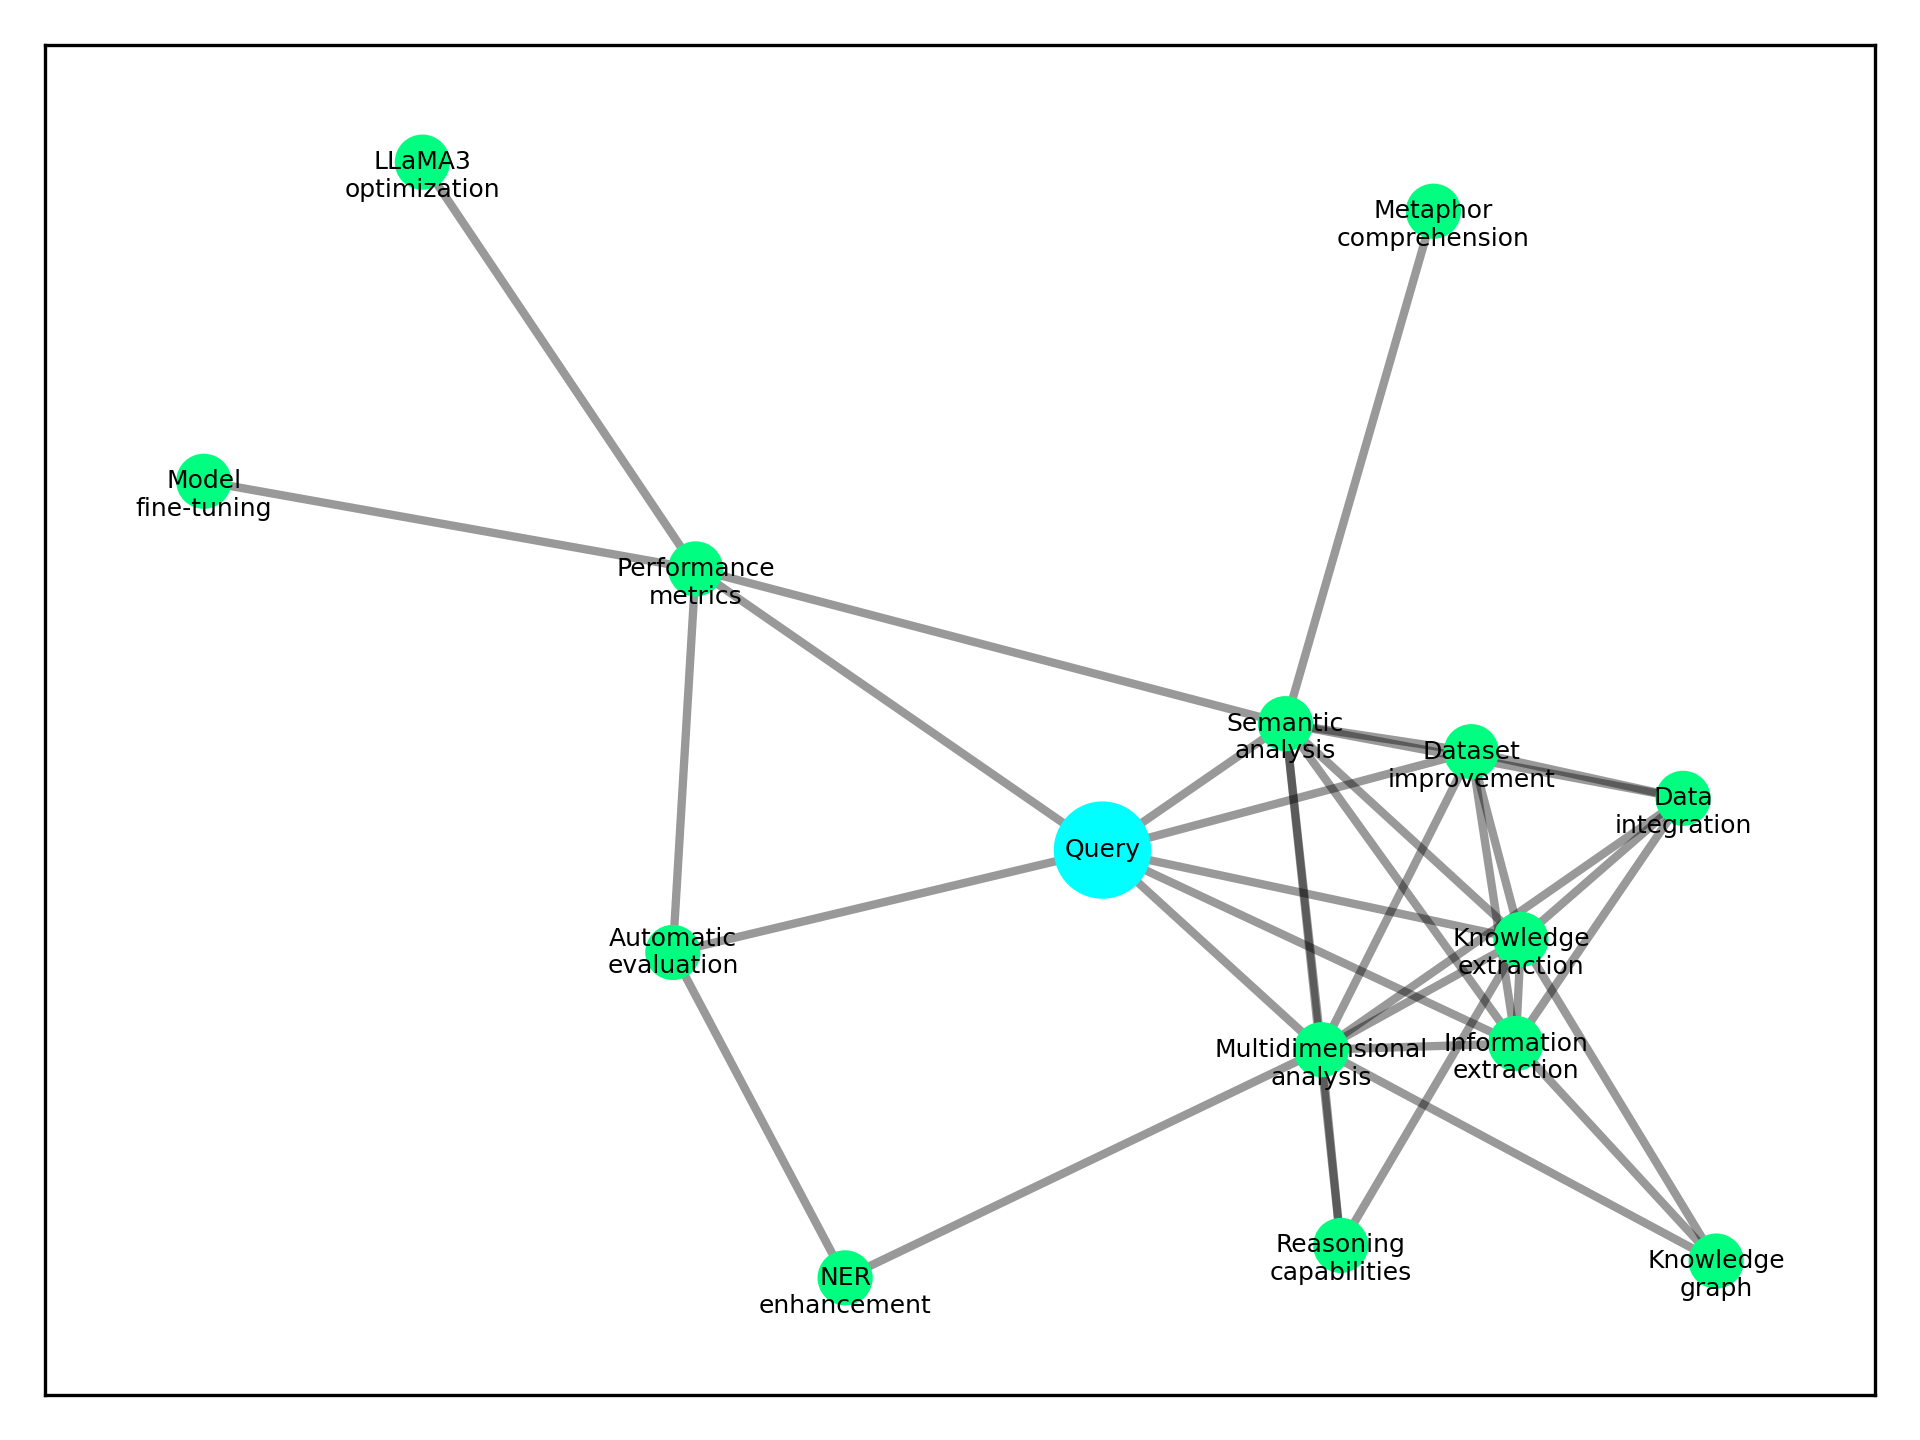 LLaMA3
optimization
Metaphor
comprehension
Model
fine-tuning
Performance
metrics
Semantic
analysis
Dataset
improvement
Data
integration
Query
Automatic
evaluation
Knowledge
extraction
Multidimensional
analysis
Information
extraction
Reasoning
capabilities
Knowledge
graph
NER
enhancement